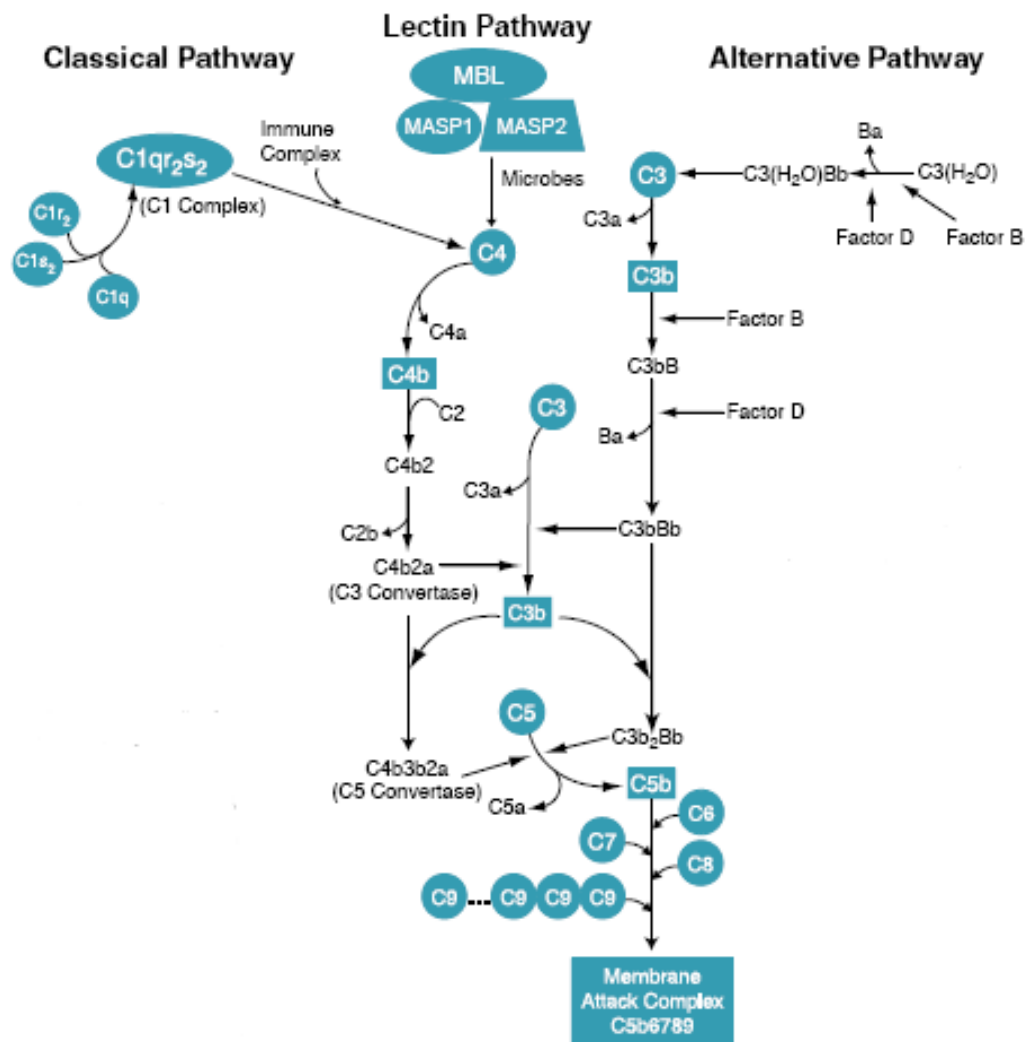 Lectin Pathway
Classical Pathway
Alternative Pathway
MBL
MASP1
MASP2
Immune
Complex
Microbes
C1qr₂s₂
(C1 Complex)
C1r₂
C1s₂
C1q
C4
C4a
C4b
C2
C4b2
C2b
C4b2a
(C3 Convertase)
C3
C3a
C3b
Ba
C3(H₂O)Bb
C3(H₂O)
C3
C3a
Factor D
Factor B
C3b
Factor B
C3bB
Factor D
Ba
C3bBb
C5
C3b₂Bb
C4b3b2a
(C5 Convertase)
C5a
C5b
C6
C7
C8
C9 ---- C9 C9 C9
Membrane
Attack Complex
C5b6789